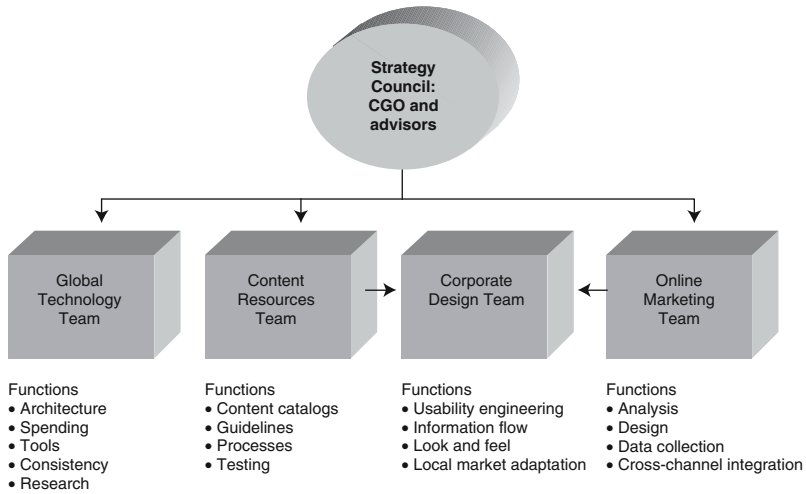 Strategy
Council:
CGO and
advisors
Global
Technology
Team
Content
Resources
Team
Corporate
Design Team
Online
Marketing
Team
Functions
• Architecture
• Spending
• Tools
• Consistency
• Research
Functions
• Content catalogs
• Guidelines
• Processes
• Testing
Functions
• Usability engineering
• Information flow
• Look and feel
• Local market adaptation
Functions
• Analysis
• Design
• Data collection
• Cross-channel integration